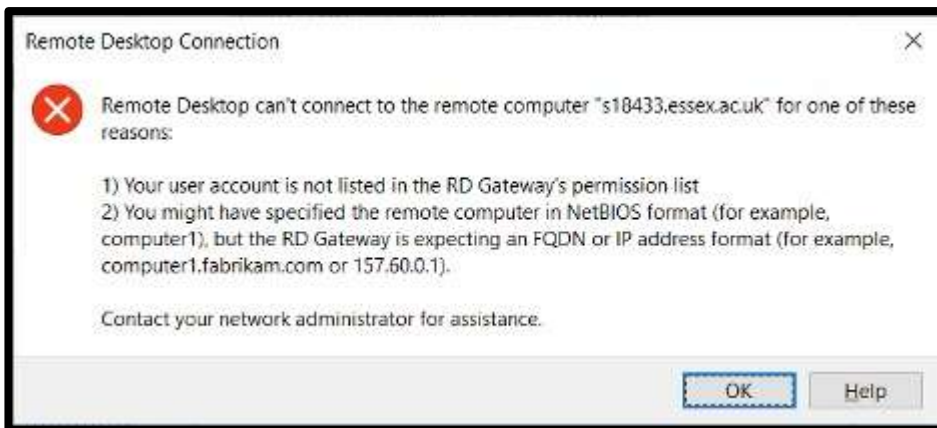 Remote Desktop Connection
Remote Desktop can't connect to the remote computer "s18433.essex.ac.uk" for one of these
reasons:
1) Your user account is not listed in the RD Gateway's permission list
2) You might have specified the remote computer in NetBIOS format (for example,
computer1), but the RD Gateway is expecting an FQDN or IP address format (for example,
computer1.fabrikam.com or 157.60.0.1).
Contact your network administrator for assistance.
OK
Help